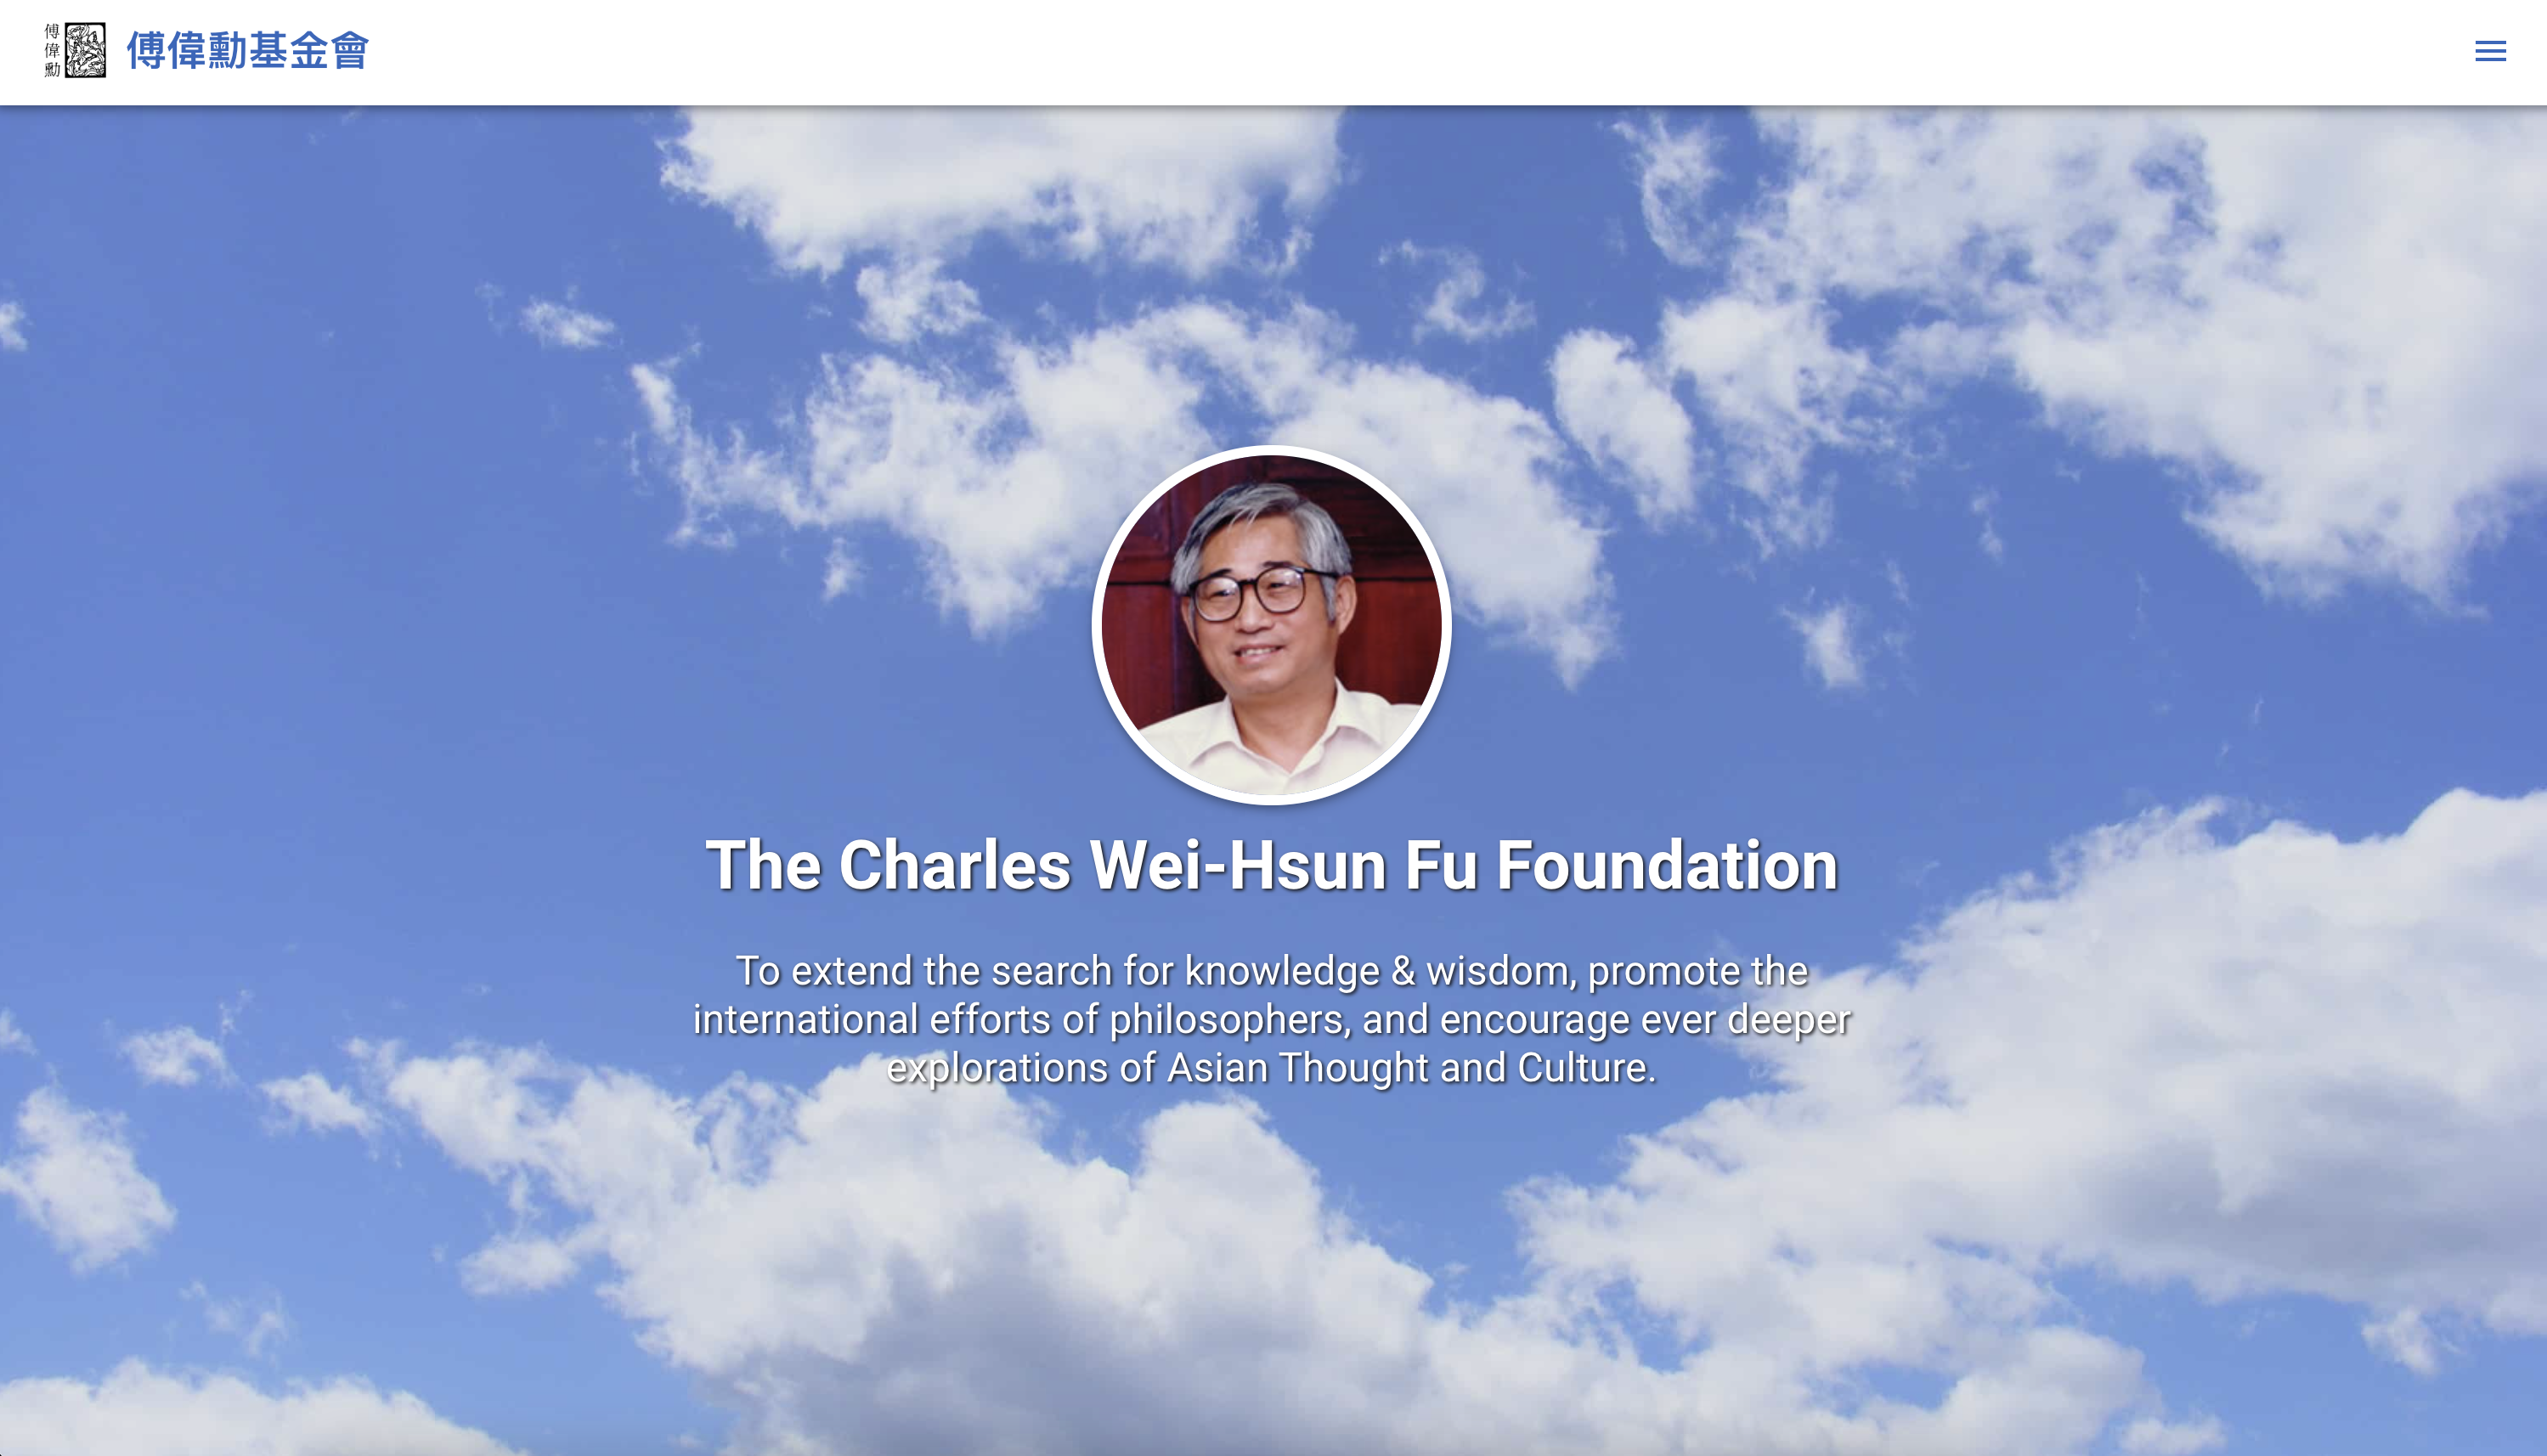 傅偉勳
傅偉勳基金會
The Charles Wei-Hsun Fu Foundation
To extend the search for knowledge & wisdom, promote the
international efforts of philosophers, and encourage ever deeper
explorations of Asian Thought and Culture.